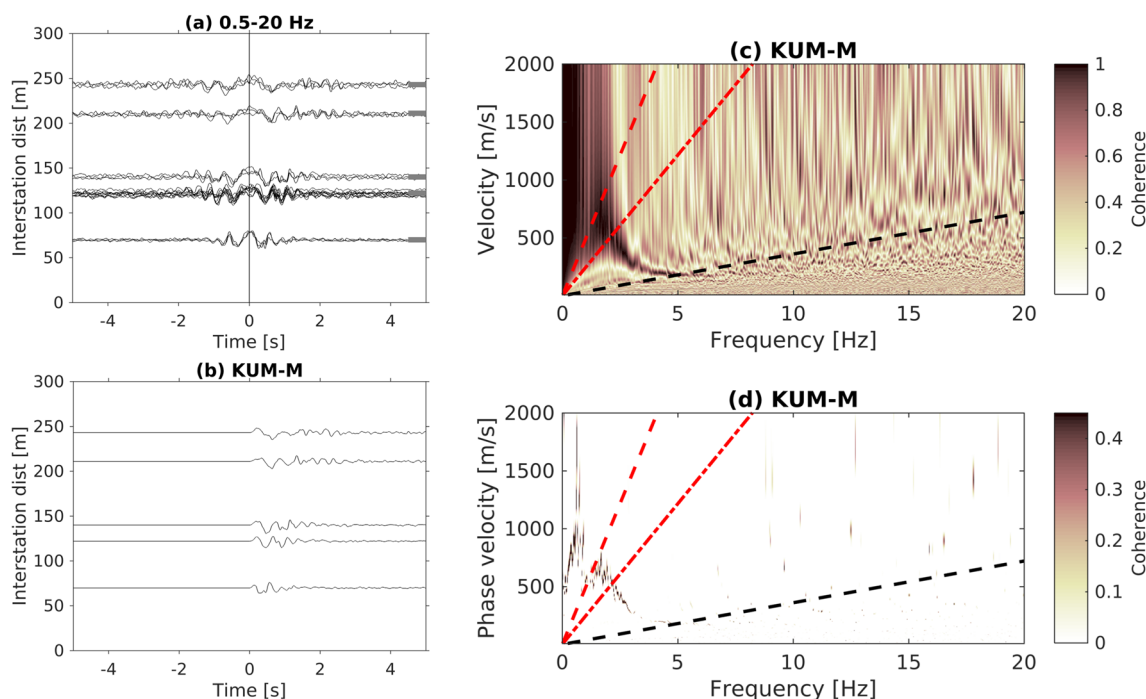 (a) 0.5-20 Hz
300
250
200
150
100
50
0
Interstation dist [m]
-4 -2 0 2 4
Time [s]
(b) KUM-M
300
250
200
150
100
50
0
Interstation dist [m]
-4 -2 0 2 4
Time [s]
(c) KUM-M
2000
1500
1000
500
Velocity [m/s]
0 5 10 15 20
Frequency [Hz]
1
0.8
0.6
0.4
0.2
0
Coherence
(d) KUM-M
2000
1500
1000
500
Phase velocity [m/s]
0 5 10 15 20
Frequency [Hz]
0.4
0.3
0.2
0.1
0
Coherence